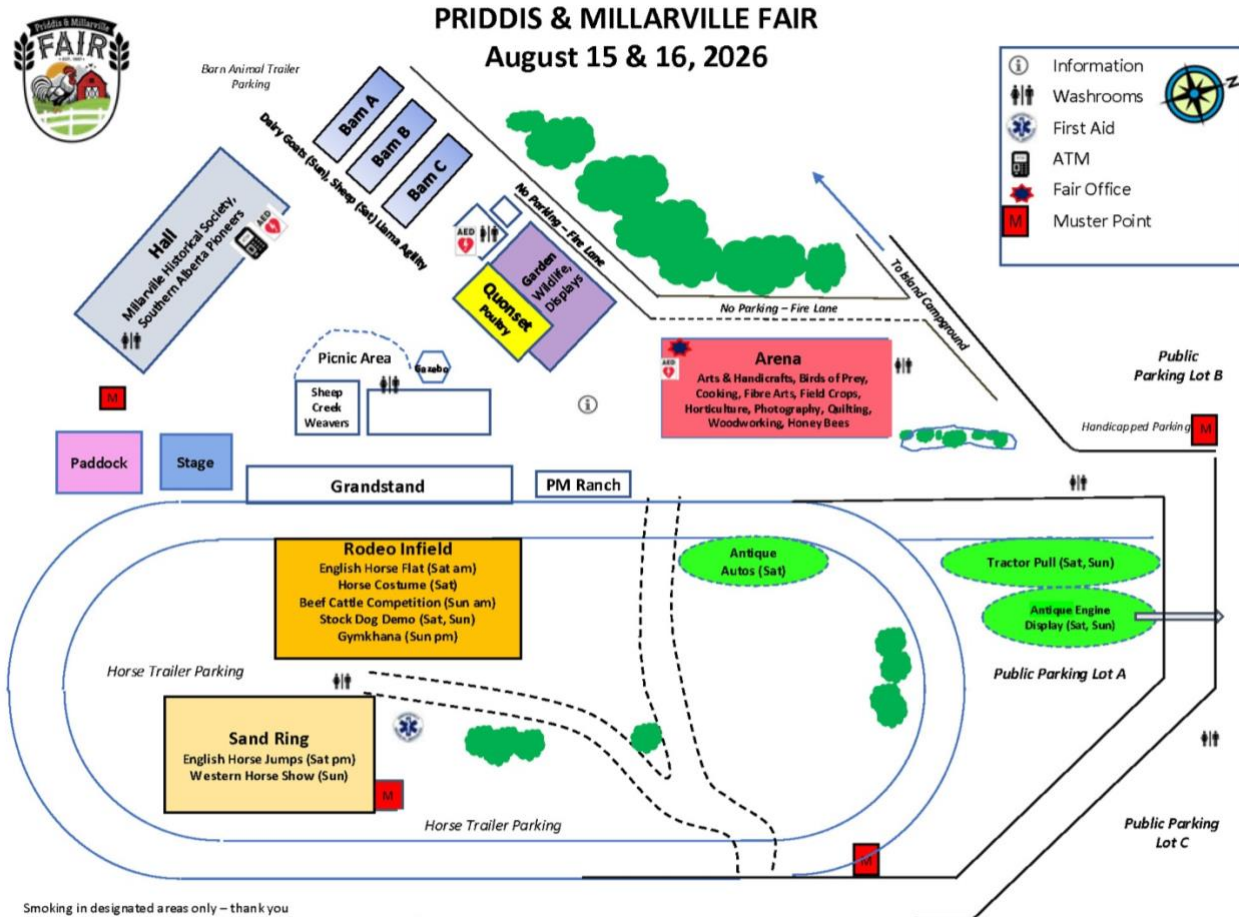 PRIDDIS & MILLARVILLE FAIR
August 15 & 16, 2026
Priddis & Millarville
FAIR
Barn Animal Trailer
Parking
Information
Washrooms
First Aid
ATM
Fair Office
M
Muster Point
Barn A
Barn B
Barn C
Dairy Goats (Sun), Sheep (Sat) Llama Agility
No Parking – Fire Lane
Hall
Millarville Historical Society,
Southern Alberta Pioneers
AED
AED
Garden
Wildlife,
Displays
Quonset
Poultry
No Parking – Fire Lane
To Island Campground
Picnic Area
Gazebo
Sheep
Creek
Weavers
AED
Arena
Arts & Handicrafts, Birds of Prey,
Cooking, Fibre Arts, Field Crops,
Horticulture, Photography, Quilting,
Woodworking, Honey Bees
Public
Parking Lot B
Handicapped Parking
M
M
Paddock
Stage
Grandstand
PM Ranch
Rodeo Infield
English Horse Flat (Sat am)
Horse Costume (Sat)
Beef Cattle Competition (Sun am)
Stock Dog Demo (Sat, Sun)
Gymkhana (Sun pm)
Antique
Autos (Sat)
Tractor Pull (Sat, Sun)
Antique Engine
Display (Sat, Sun)
Horse Trailer Parking
Public Parking Lot A
Sand Ring
English Horse Jumps (Sat pm)
Western Horse Show (Sun)
M
Horse Trailer Parking
M
Public Parking
Lot C
Smoking in designated areas only – thank you